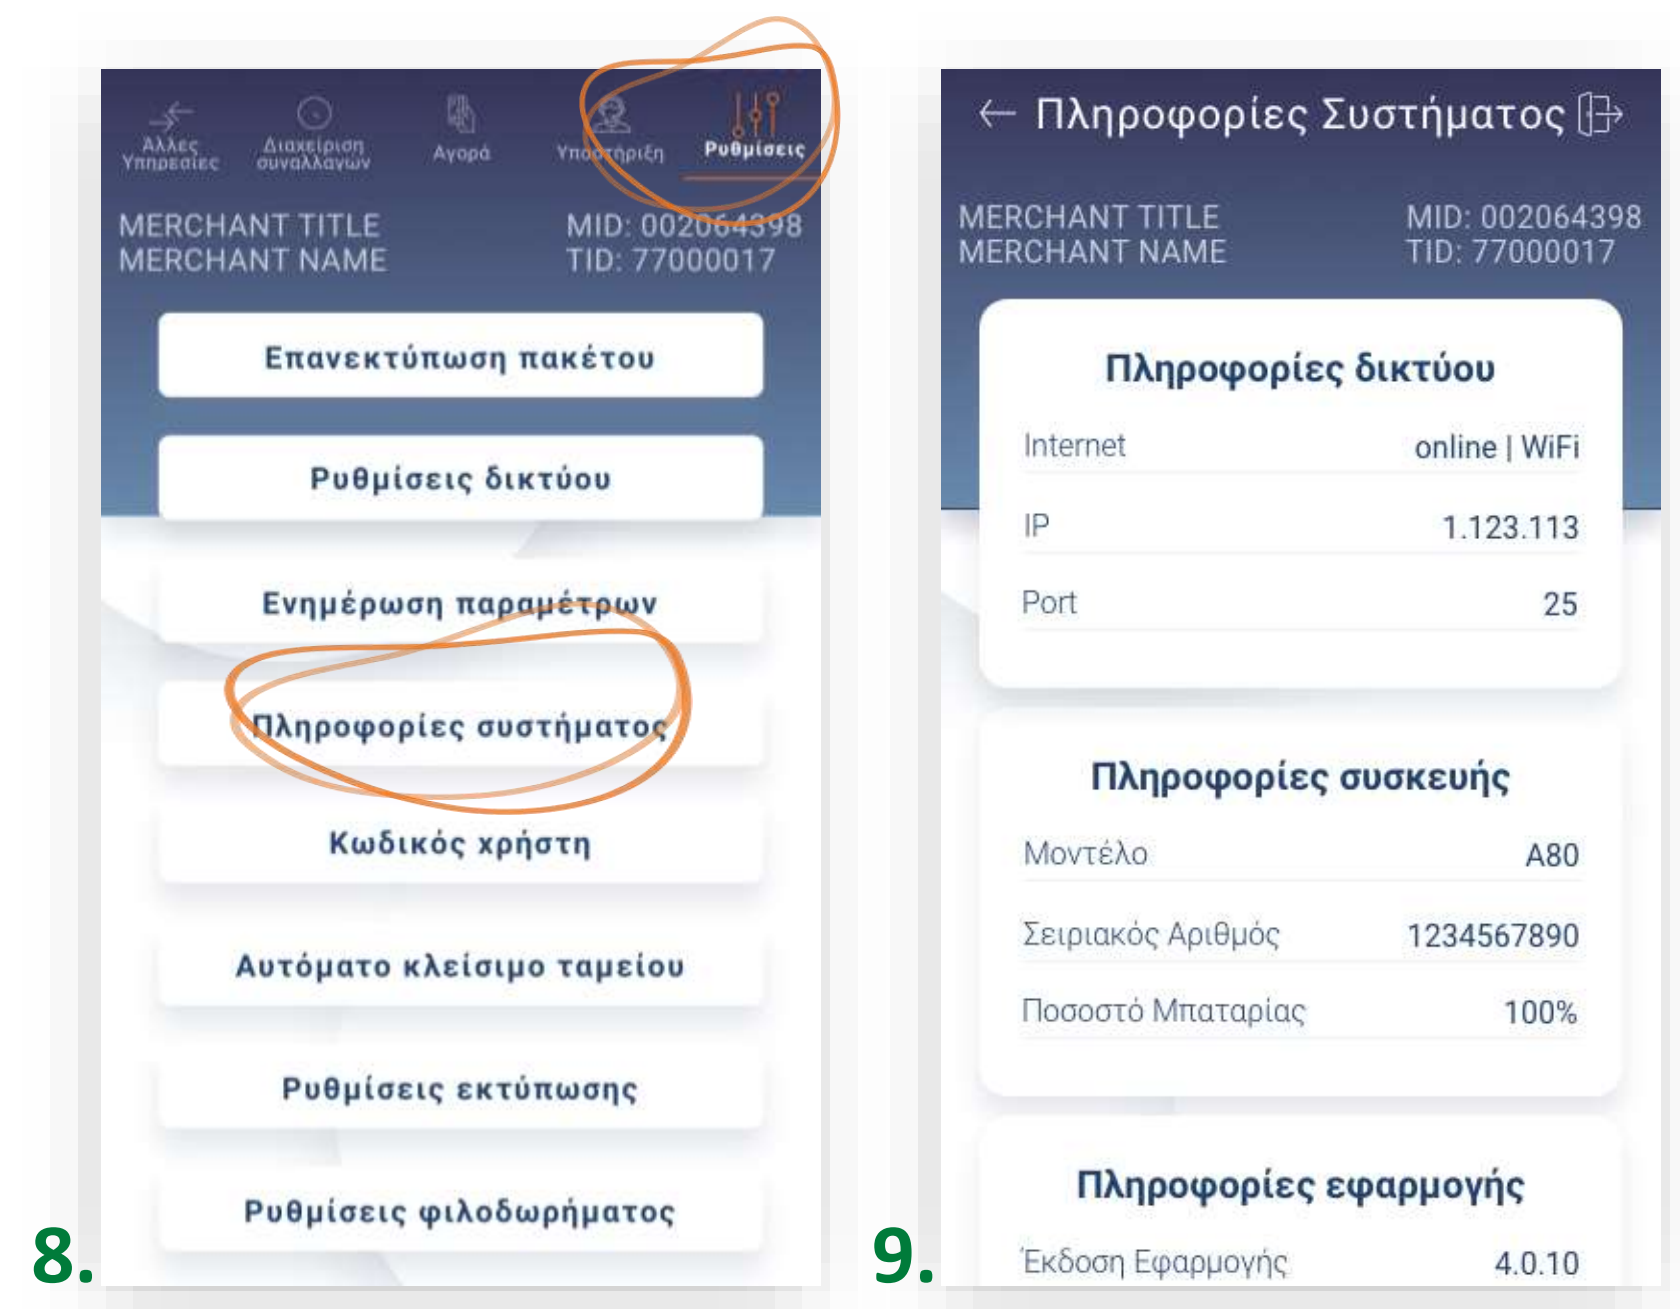 Άλλες
Υπηρεσίες
Διαχείριση
συναλλαγών
Αγορά
Υποστήριξη
Ρυθμίσεις
MERCHANT TITLE
MID: 002064398
MERCHANT NAME
TID: 77000017
Επανεκτύπωση πακέτου
Ρυθμίσεις δικτύου
Ενημέρωση παραμέτρων
Πληροφορίες συστήματος
Κωδικός χρήστη
Αυτόματο κλείσιμο ταμείου
Ρυθμίσεις εκτύπωσης
Ρυθμίσεις φιλοδωρήματος
8.
Πληροφορίες Συστήματος
MERCHANT TITLE
MID: 002064398
MERCHANT NAME
TID: 77000017
Πληροφορίες δικτύου
Internet online | WiFi
IP 1.123.113
Port 25
Πληροφορίες συσκευής
Μοντέλο A80
Σειριακός Αριθμός 1234567890
Ποσοστό Μπαταρίας 100%
Πληροφορίες εφαρμογής
Έκδοση Εφαρμογής 4.0.10
9.